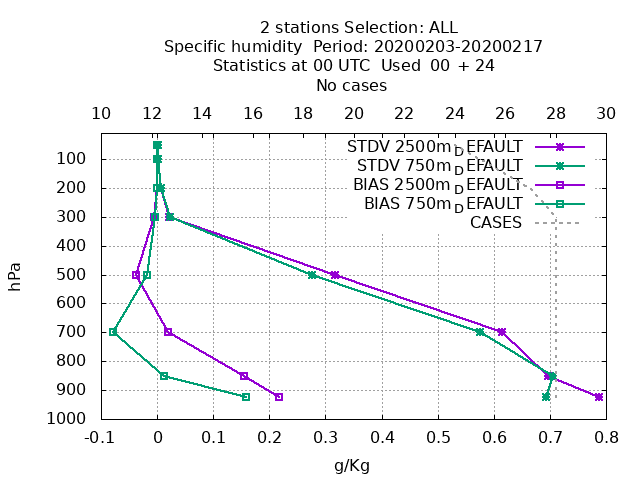 2 stations Selection: ALL
Specific humidity  Period: 20200203-20200217
Statistics at 00 UTC  Used  00 + 24
No cases
10 12 14 16 18 20 22 24 26 28 30
STDV 2500m_DEFAULT
STDV 750m_DEFAULT
BIAS 2500m_DEFAULT
BIAS 750m_DEFAULT
CASES
hPa
100
200
300
400
500
600
700
800
900
1000
-0.1 0 0.1 0.2 0.3 0.4 0.5 0.6 0.7 0.8
g/Kg